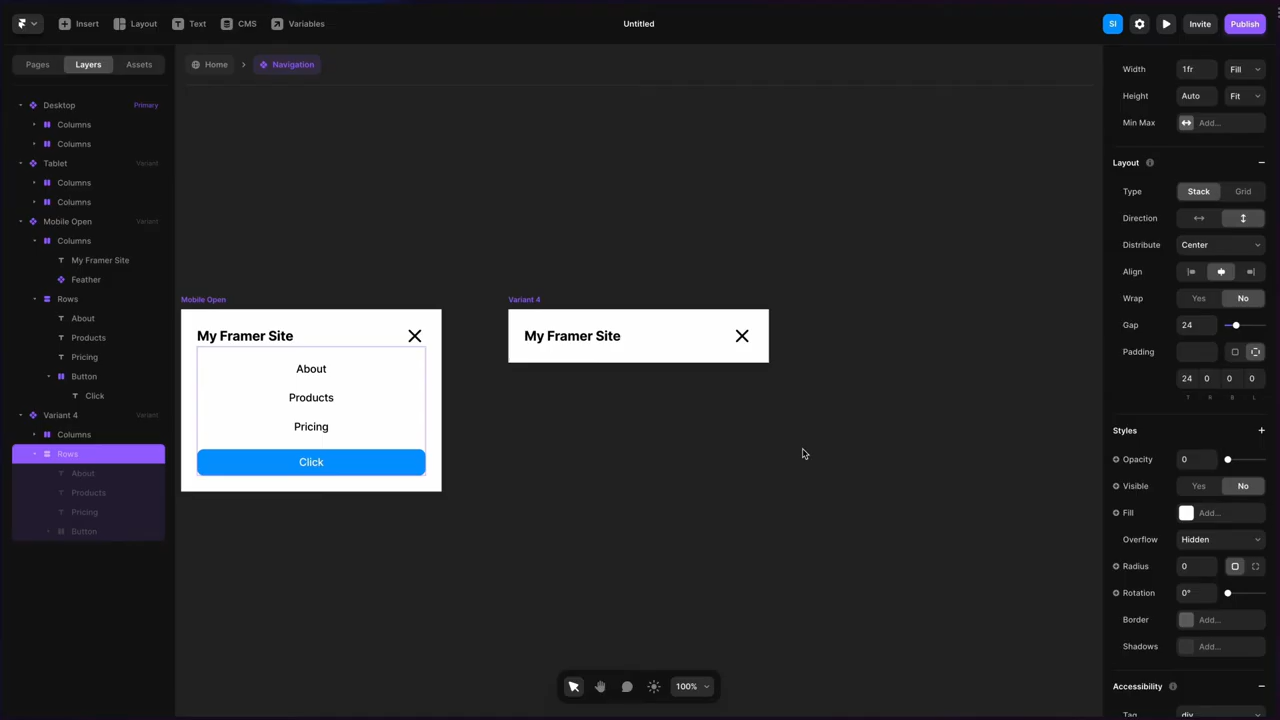 Insert
Layout
Text
CMS
Variables
Untitled
SI
Invite
Publish
Pages
Layers
Assets
Home
Navigation
Desktop
Primary
Columns
Columns
Tablet
Variant
Columns
Columns
Mobile Open
Variant
Columns
My Framer Site
Feather
Rows
About
Products
Pricing
Button
Click
Variant 4
Variant
Columns
Rows
About
Products
Pricing
Button
Mobile Open
My Framer Site
About
Products
Pricing
Click
Variant 4
My Framer Site
100%
Width
1fr
Fill
Height
Auto
Fit
Min Max
Add...
Layout
Type
Stack
Grid
Direction
Distribute
Center
Align
Wrap
Yes
No
Gap
24
Padding
24
0
0
0
T
R
B
L
Styles
Opacity
0
Visible
Yes
No
Fill
Add...
Overflow
Hidden
Radius
0
Rotation
0°
Border
Add...
Shadows
Add...
Accessibility
Tag
div